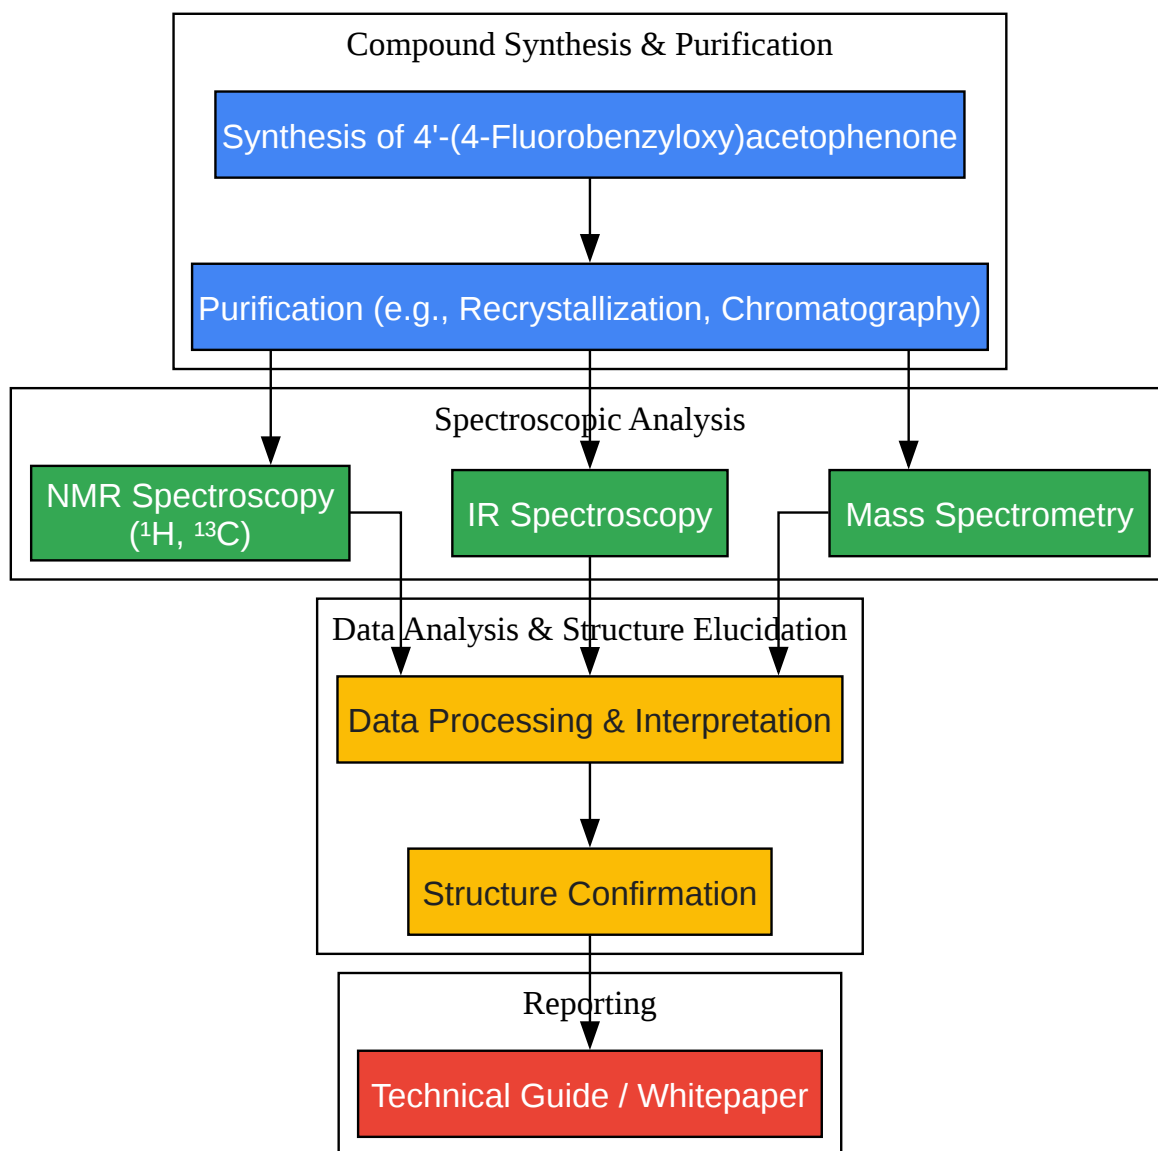 Compound Synthesis & Purification
Synthesis of 4'-(4-Fluorobenzyloxy)acetophenone
Purification (e.g., Recrystallization, Chromatography)
Spectroscopic Analysis
NMR Spectroscopy
(¹H, ¹³C)
IR Spectroscopy
Mass Spectrometry
Data Analysis & Structure Elucidation
Data Processing & Interpretation
Structure Confirmation
Reporting
Technical Guide / Whitepaper